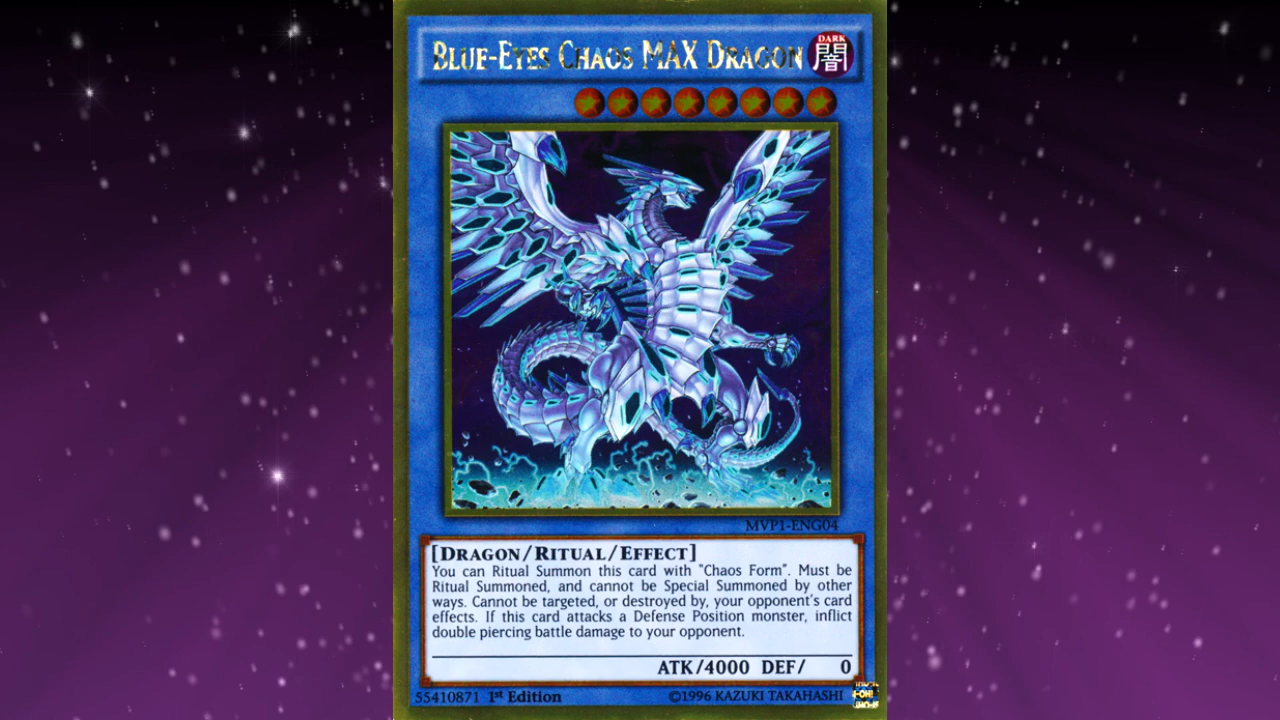 Blue-Eyes Chaos MAX Dragon
DARK
闇
MVP1-ENG04
[Dragon/Ritual/Effect]
You can Ritual Summon this card with "Chaos Form". Must be
Ritual Summoned, and cannot be Special Summoned by other
ways. Cannot be targeted, or destroyed by, your opponent's card
effects. If this card attacks a Defense Position monster, inflict
double piercing battle damage to your opponent.
ATK/4000 DEF/ 0
55410871 1st Edition ©1996 KAZUKI TAKAHASHI